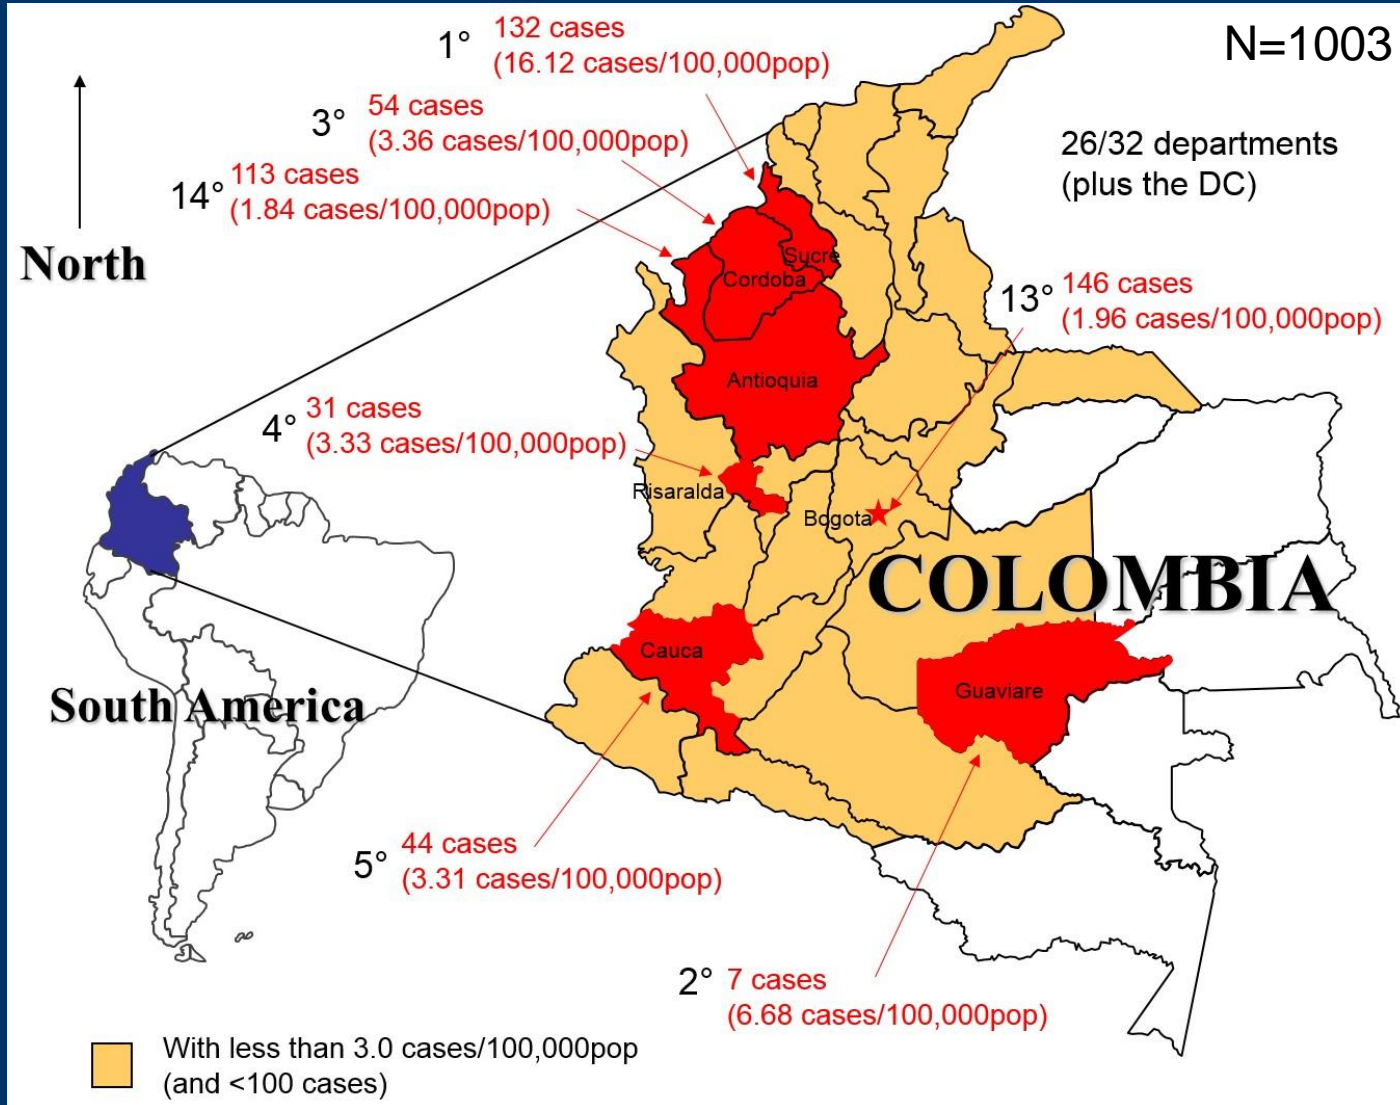 N=1003
1°
132 cases
(16.12 cases/100,000pop)
3°
54 cases
(3.36 cases/100,000pop)
14°
113 cases
(1.84 cases/100,000pop)
26/32 departments
(plus the DC)
North
Sucre
Cordoba
13°
146 cases
(1.96 cases/100,000pop)
Antioquia
4°
31 cases
(3.33 cases/100,000pop)
Risaralda
Bogota
COLOMBIA
Cauca
Guaviare
South America
5°
44 cases
(3.31 cases/100,000pop)
2°
7 cases
(6.68 cases/100,000pop)
With less than 3.0 cases/100,000pop
(and <100 cases)